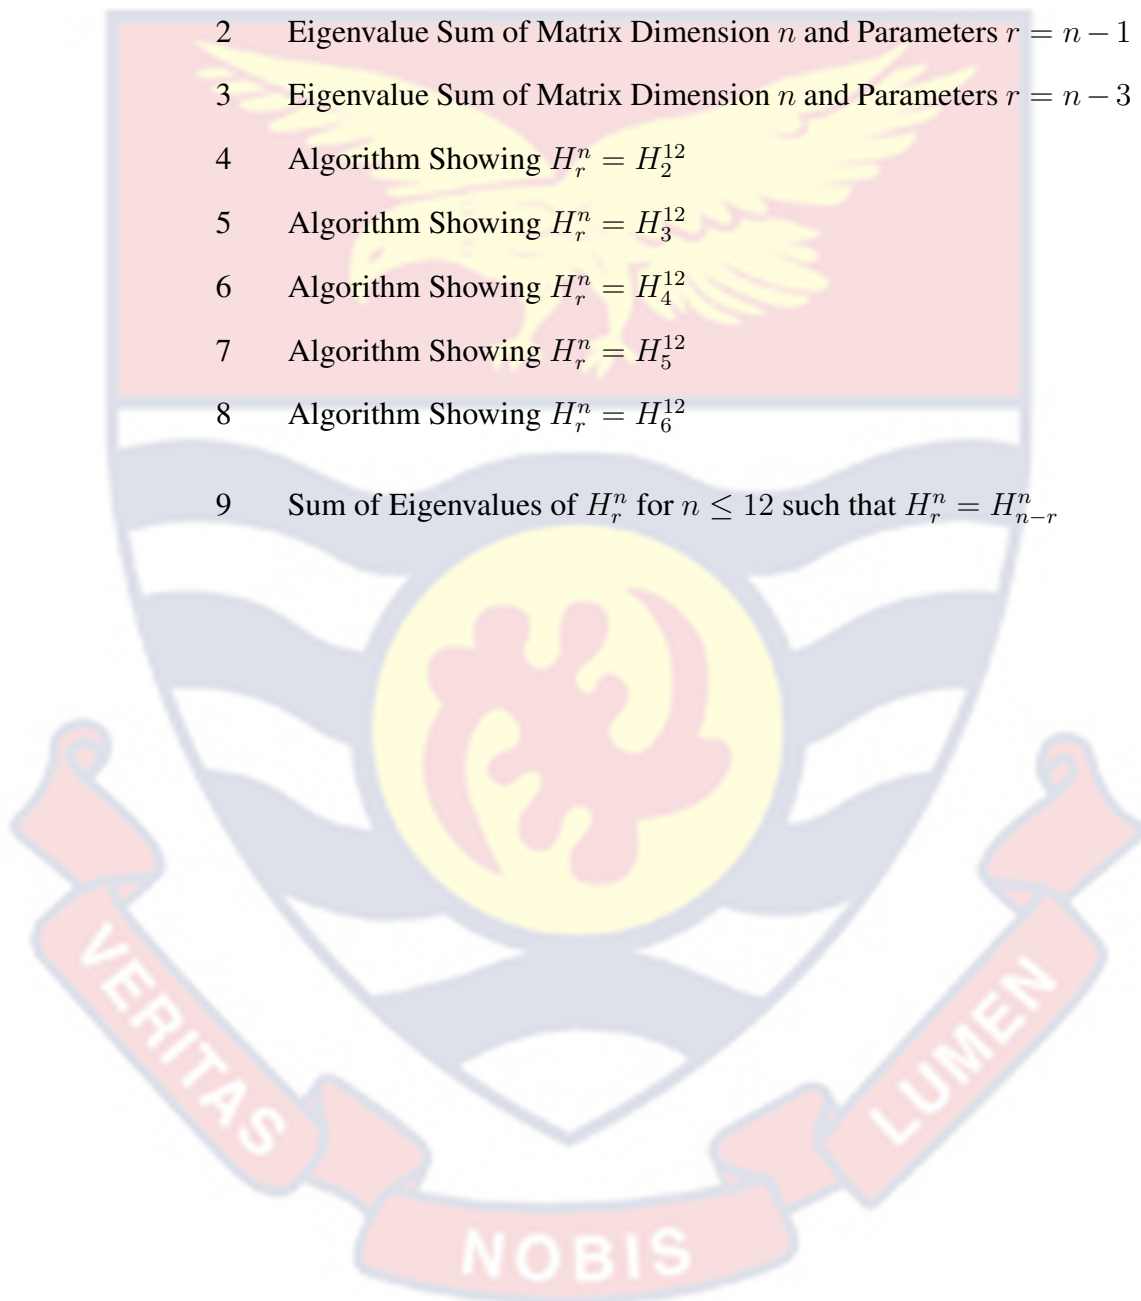 2 Eigenvalue Sum of Matrix Dimension n and Parameters r = n − 1
3 Eigenvalue Sum of Matrix Dimension n and Parameters r = n − 3
4 Algorithm Showing H_r^n = H_2^{12}
5 Algorithm Showing H_r^n = H_3^{12}
6 Algorithm Showing H_r^n = H_4^{12}
7 Algorithm Showing H_r^n = H_5^{12}
8 Algorithm Showing H_r^n = H_6^{12}
9 Sum of Eigenvalues of H_r^n for n ≤ 12 such that H_r^n = H_{n−r}^n
VERITAS
NOBIS
LUMEN